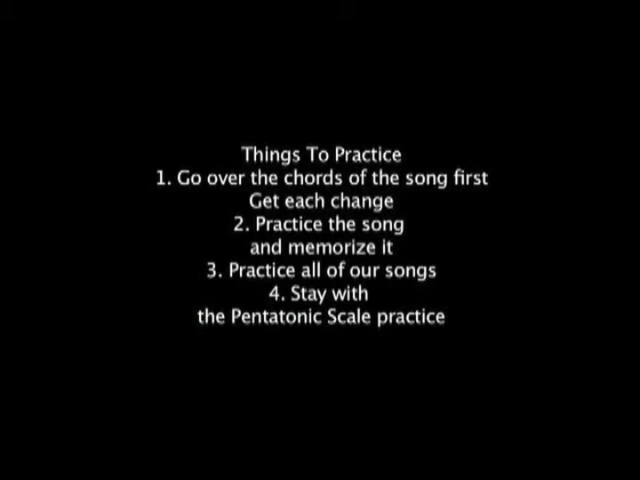 Things To Practice
1. Go over the chords of the song first
Get each change
2. Practice the song
and memorize it
3. Practice all of our songs
4. Stay with
the Pentatonic Scale practice